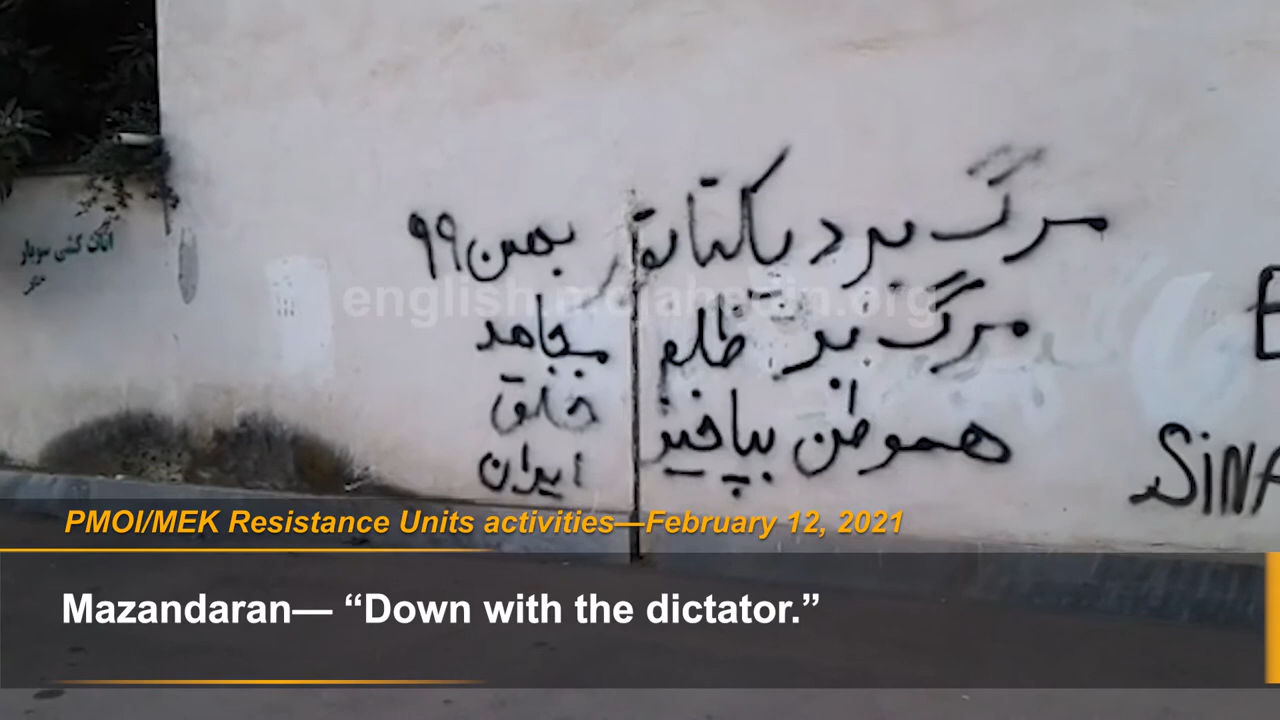 مرگ بر دیکتاتور
مرگ بر ظلم
هموطن بپاخیز
بهمن ۹۹
مجاهد
خلق
ایران
SiNA
english.mojahedin.org
PMOI/MEK Resistance Units activities—February 12, 2021
Mazandaran— “Down with the dictator.”